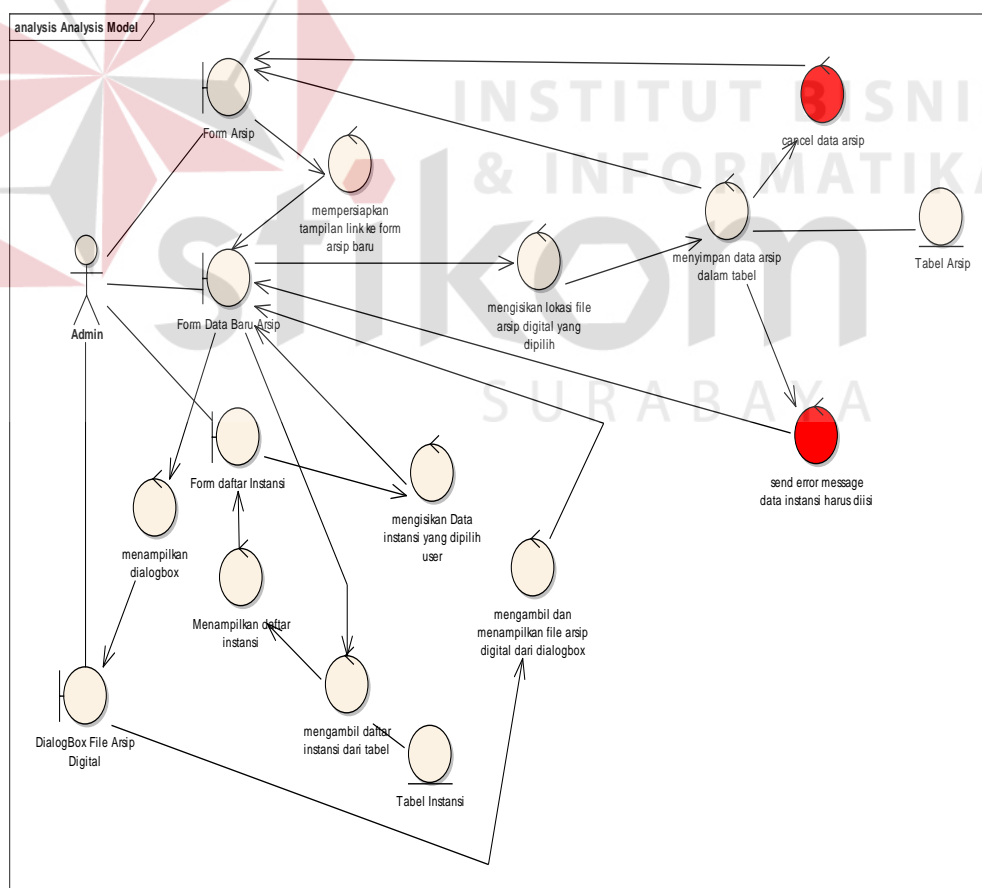 analysis Analysis Model
INSTITUT BISNI
& INFORMATIKA
stikom
SURABAYA
Form Arsip
cancel data arsip
mempersiapkan
tampilan link ke form
arsip baru
menyimpan data arsip
dalam tabel
Tabel Arsip
Admin
Form Data Baru Arsip
mengisikan lokasi file
arsip digital yang
dipilih
Form daftar Instansi
mengisikan Data
instansi yang dipilih
user
send error message
data instansi harus diisi
menampilkan
dialogbox
Menampilkan daftar
instansi
mengambil dan
menampilkan file arsip
digital dari dialogbox
DialogBox File Arsip
Digital
mengambil daftar
instansi dari tabel
Tabel Instansi